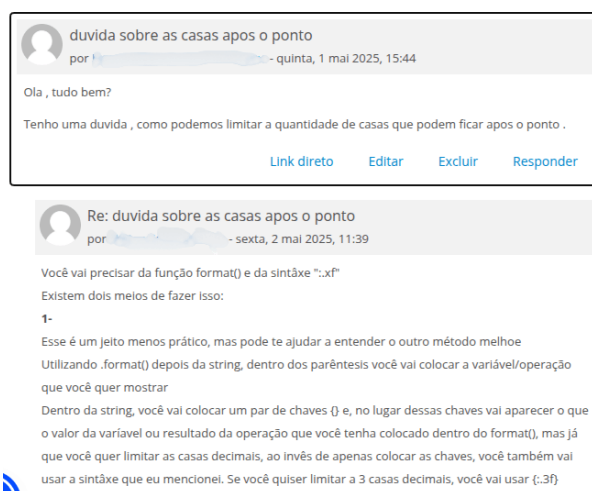 duvida sobre as casas apos o ponto
por - quinta, 1 mai 2025, 15:44
Ola , tudo bem?
Tenho uma duvida , como podemos limitar a quantidade de casas que podem ficar apos o ponto .
Link direto Editar Excluir Responder
Re: duvida sobre as casas apos o ponto
por - sexta, 2 mai 2025, 11:39
Você vai precisar da função format() e da sintâxe ":.xf"
Existem dois meios de fazer isso:
1-
Esse é um jeito menos prático, mas pode te ajudar a entender o outro método melhoe
Utilizando .format() depois da string, dentro dos parêntesis você vai colocar a variável/operação
que você quer mostrar
Dentro da string, você vai colocar um par de chaves {} e, no lugar dessas chaves vai aparecer o que
o valor da varíavel ou resultado da operação que você tenha colocado dentro do format(), mas já
que você quer limitar as casas decimais, ao invês de apenas colocar as chaves, você também vai
usar a sintâxe que eu mencionei. Se você quiser limitar a 3 casas decimais, você vai usar {:.3f}